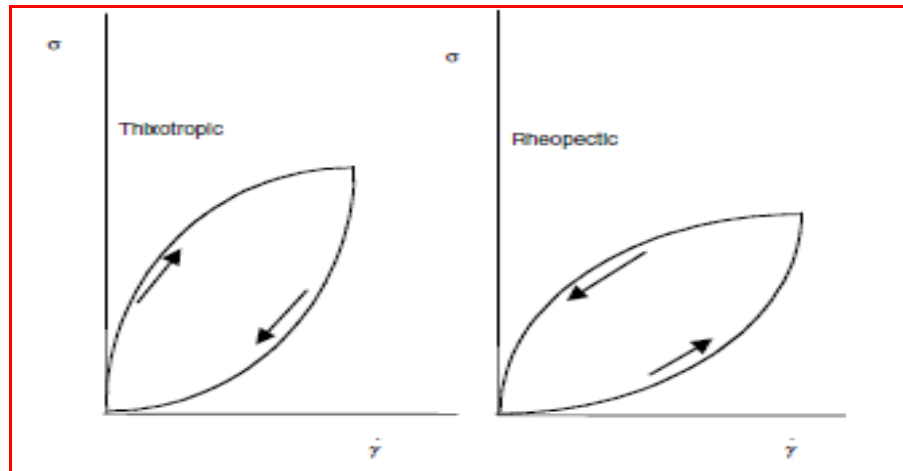 σ
Thixotropic
γ̇
σ
Rheopectic
γ̇